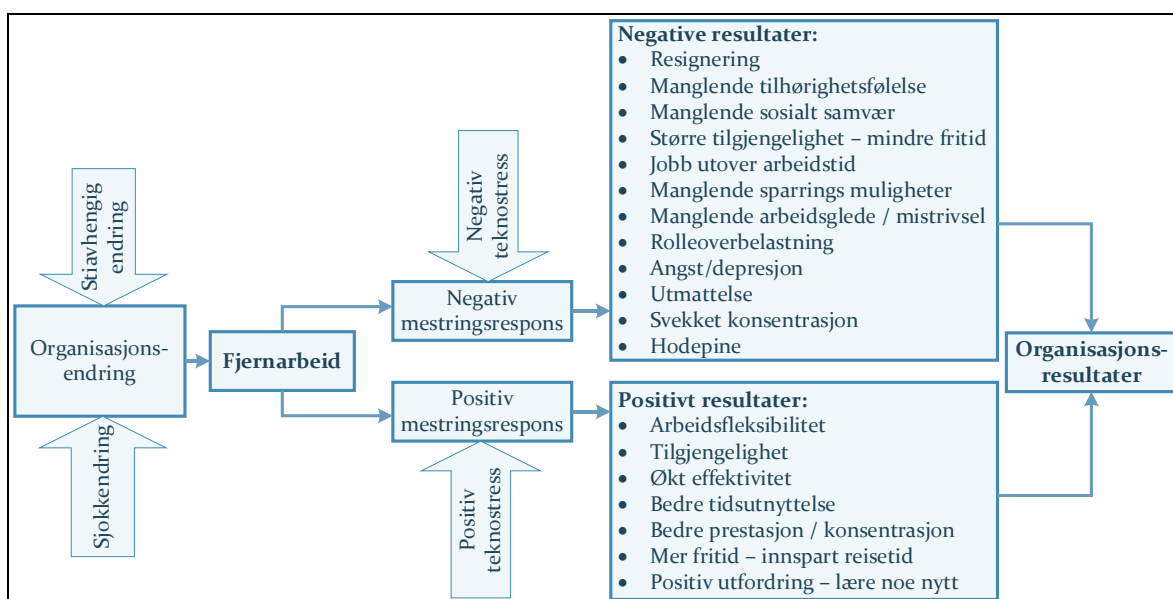 Stiavhengig
endring
Organisasjons-
endring
Sjokkendring
Fjernarbeid
Negativ
teknostress
Negativ
mestringsrespons
Positiv
mestringsrespons
Positiv
teknostress
Negative resultater:
• Resignering
• Manglende tilhørighetsfølelse
• Manglende sosialt samvær
• Større tilgjengelighet – mindre fritid
• Jobb utover arbeidstid
• Manglende sparrings muligheter
• Manglende arbeidsglede / mistrivsel
• Rolleoverbelastning
• Angst/depresjon
• Utmattelse
• Svekket konsentrasjon
• Hodepine
Positivt resultater:
• Arbeidsfleksibilitet
• Tilgjengelighet
• Økt effektivitet
• Bedre tidsutnyttelse
• Bedre prestasjon / konsentrasjon
• Mer fritid – innspart reisetid
• Positiv utfordring – lære noe nytt
Organisasjons-
resultater